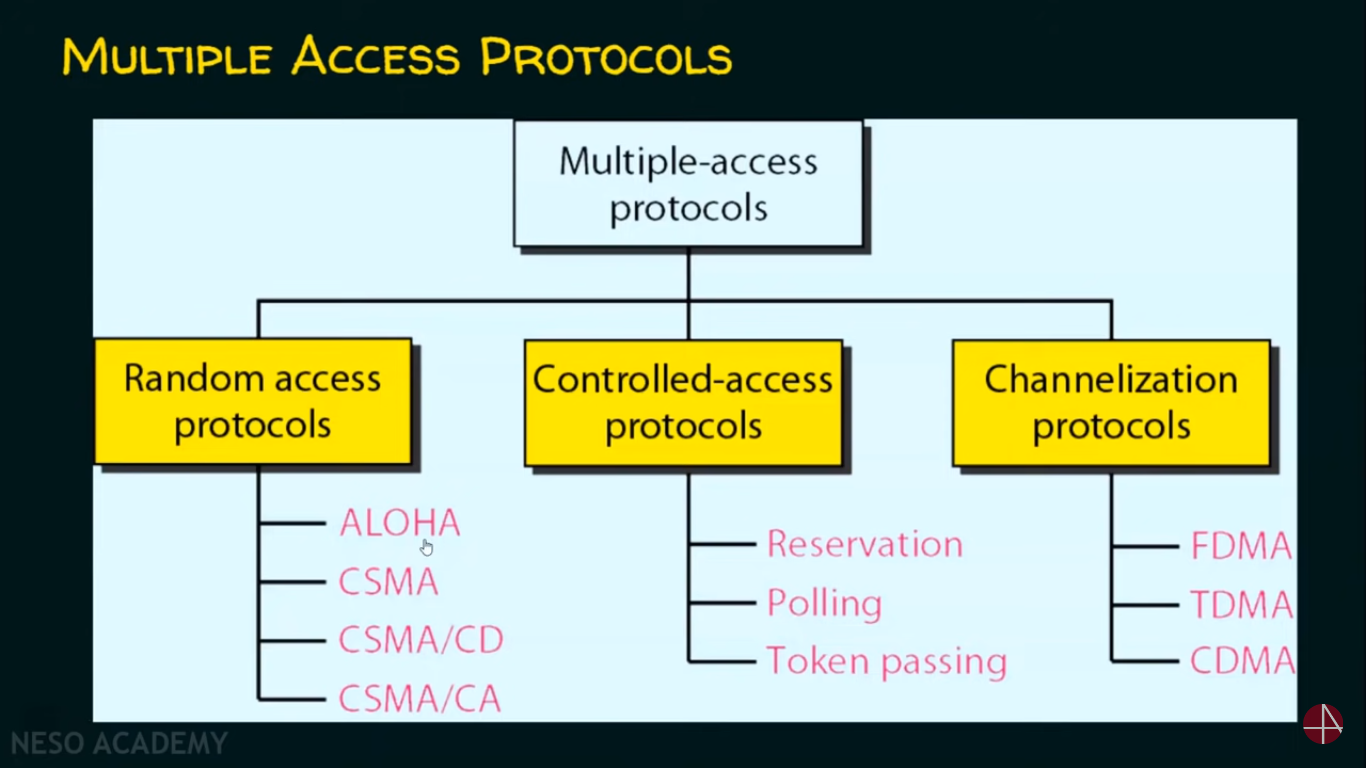 MULTIPLE ACCESS PROTOCOLS
Multiple-access
protocols
Random access
protocols
Controlled-access
protocols
Channelization
protocols
ALOHA
CSMA
CSMA/CD
CSMA/CA
Reservation
Polling
Token passing
FDMA
TDMA
CDMA
NESO ACADEMY